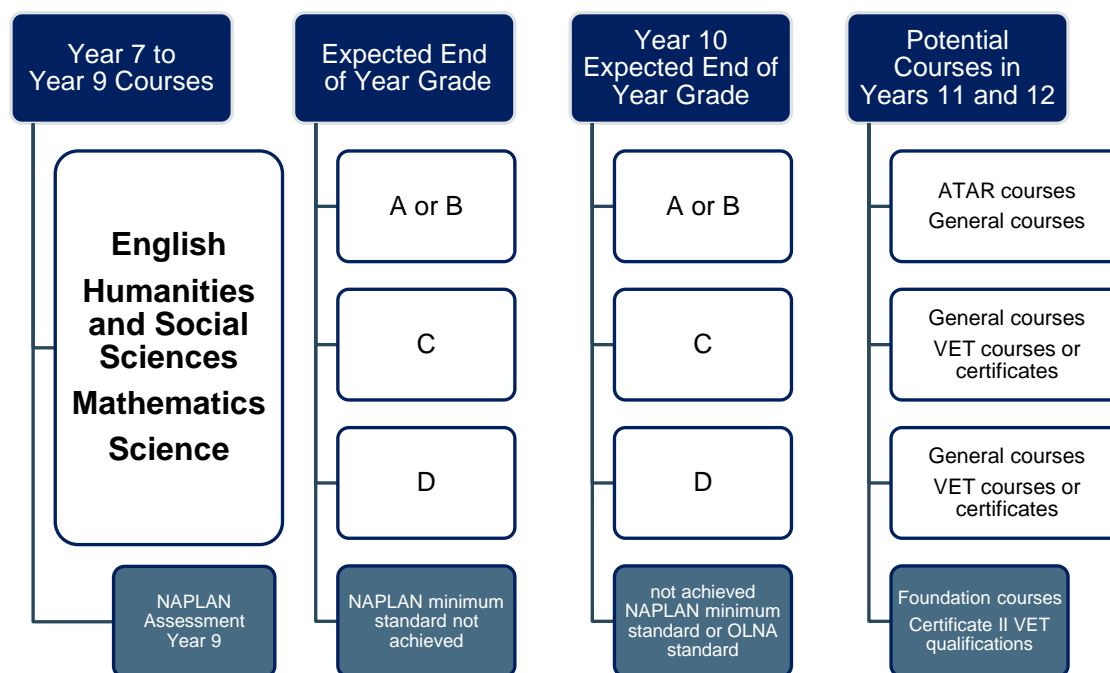 Year 7 to
Year 9 Courses
English
Humanities
and Social
Sciences
Mathematics
Science
NAPLAN
Assessment
Year 9
Expected End
of Year Grade
A or B
C
D
NAPLAN minimum
standard not
achieved
Year 10
Expected End of
Year Grade
A or B
C
D
not achieved
NAPLAN minimum
standard or OLNA
standard
Potential
Courses in
Years 11 and 12
ATAR courses
General courses
General courses
VET courses or
certificates
General courses
VET courses or
certificates
Foundation courses
Certificate II VET
qualifications